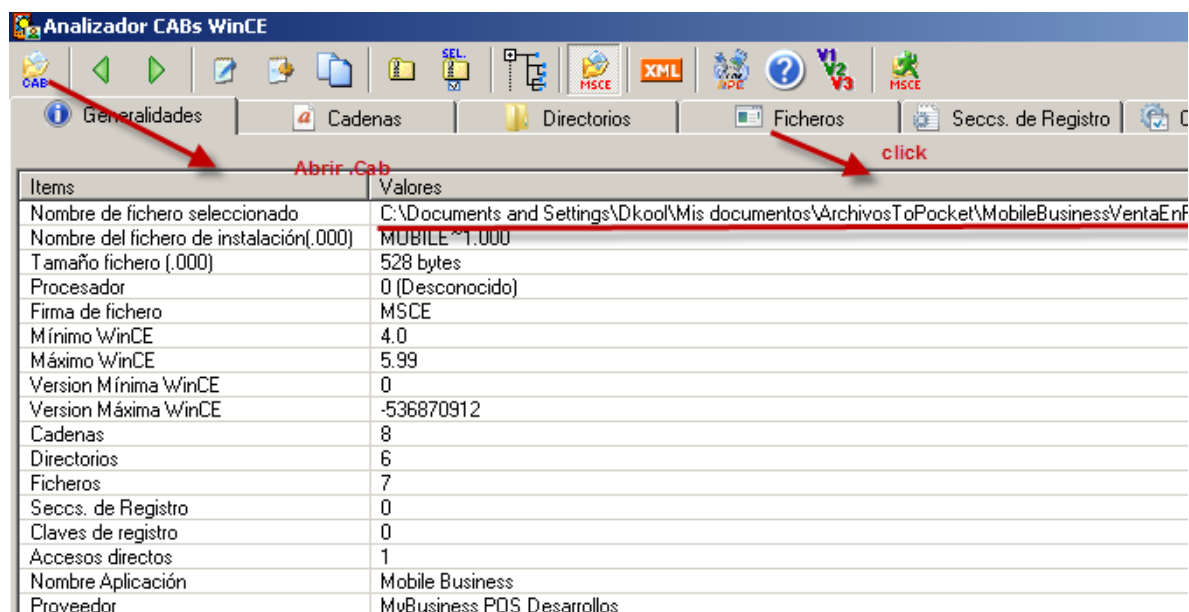 Analizador CABs WinCE
CAB SEL. MSCE XML APE V1 V2 V3 MSCE
Generalidades Cadenas Directorios Ficheros Seccs. de Registro C
Abrir .Cab click
Items Valores
Nombre de fichero seleccionado C:\Documents and Settings\Dkool\Mis documentos\ArchivosToPocket\MobileBusinessVentaEnR
Nombre del fichero de instalación(.000) MOBILE~1.000
Tamaño fichero (.000) 528 bytes
Procesador 0 (Desconocido)
Firma de fichero MSCE
Mínimo WinCE 4.0
Máximo WinCE 5.99
Version Mínima WinCE 0
Version Máxima WinCE -536870912
Cadenas 8
Directorios 6
Ficheros 7
Seccs. de Registro 0
Claves de registro 0
Accesos directos 1
Nombre Aplicación Mobile Business
Proveedor MyBusiness POS Desarrollos